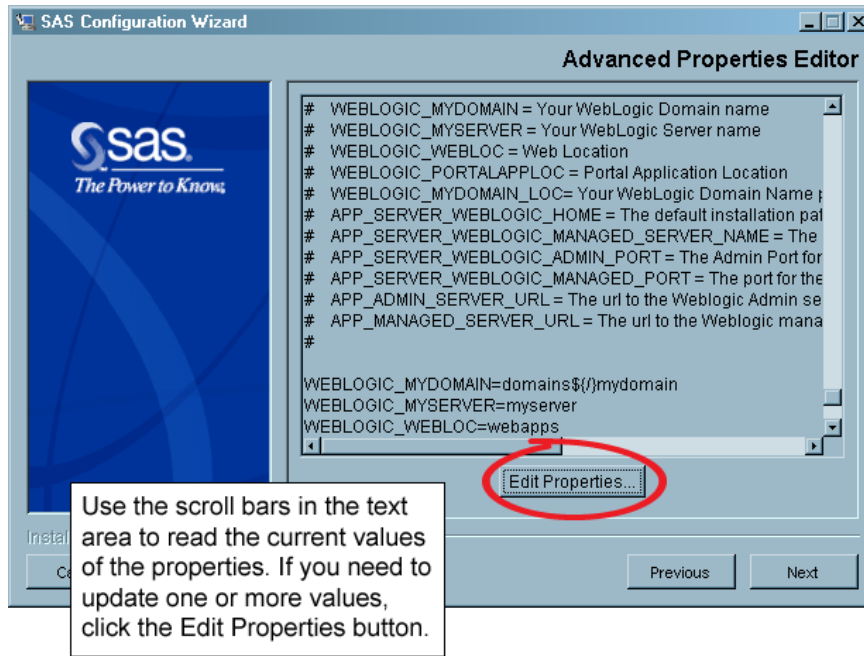 SAS Configuration Wizard
Advanced Properties Editor
sas.
The Power to Know.
# WEBLOGIC_MYDOMAIN = Your WebLogic Domain name
# WEBLOGIC_MYSERVER = Your WebLogic Server name
# WEBLOGIC_WEBLOC = Web Location
# WEBLOGIC_PORTALAPPLOC = Portal Application Location
# WEBLOGIC_MYDOMAIN_LOC= Your WebLogic Domain Name
# APP_SERVER_WEBLOGIC_HOME = The default installation
# APP_SERVER_WEBLOGIC_MANAGED_SERVER_NAME = The
# APP_SERVER_WEBLOGIC_ADMIN_PORT = The Admin Port for
# APP_SERVER_WEBLOGIC_MANAGED_PORT = The port for the
# APP_ADMIN_SERVER_URL = The url to the Weblogic Admin
# APP_MANAGED_SERVER_URL = The url to the Weblogic
#
WEBLOGIC_MYDOMAIN=domains${/}mydomain
WEBLOGIC_MYSERVER=myserver
WEBLOGIC_WEBLOC=webapps
Edit Properties...
Use the scroll bars in the text
area to read the current values
of the properties. If you need to
update one or more values,
click the Edit Properties button.
Previous
Next